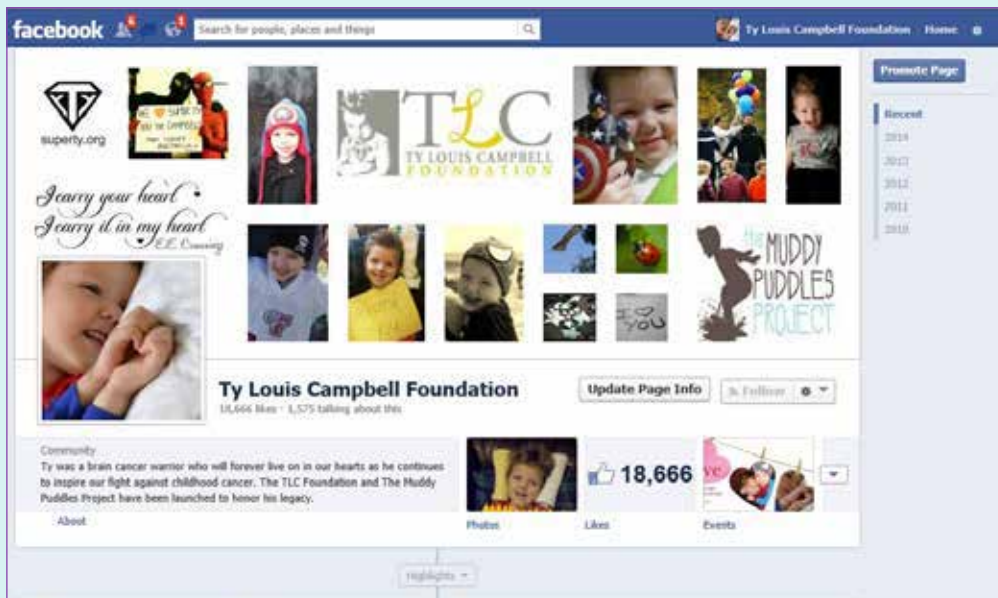 facebook
6
1
Search for people, places and things
Ty Louis Campbell Foundation
Home
Promote Page
Recent
2014
2013
2012
2011
2010
superty.org
TLC
TY LOUIS CAMPBELL
FOUNDATION
I carry your heart
I carry it in my heart
THE
MUDDY
PUDDLES
PROJECT
I
YOU
Ty Louis Campbell Foundation
18,666 likes · 1,575 talking about this
Update Page Info
Follow
Community
Ty was a brain cancer warrior who will forever live on in our hearts as he continues
to inspire our fight against childhood cancer. The TLC Foundation and The Muddy
Puddles Project have been launched to honor his legacy.
About
18,666
Photos
Likes
Events
Highlights